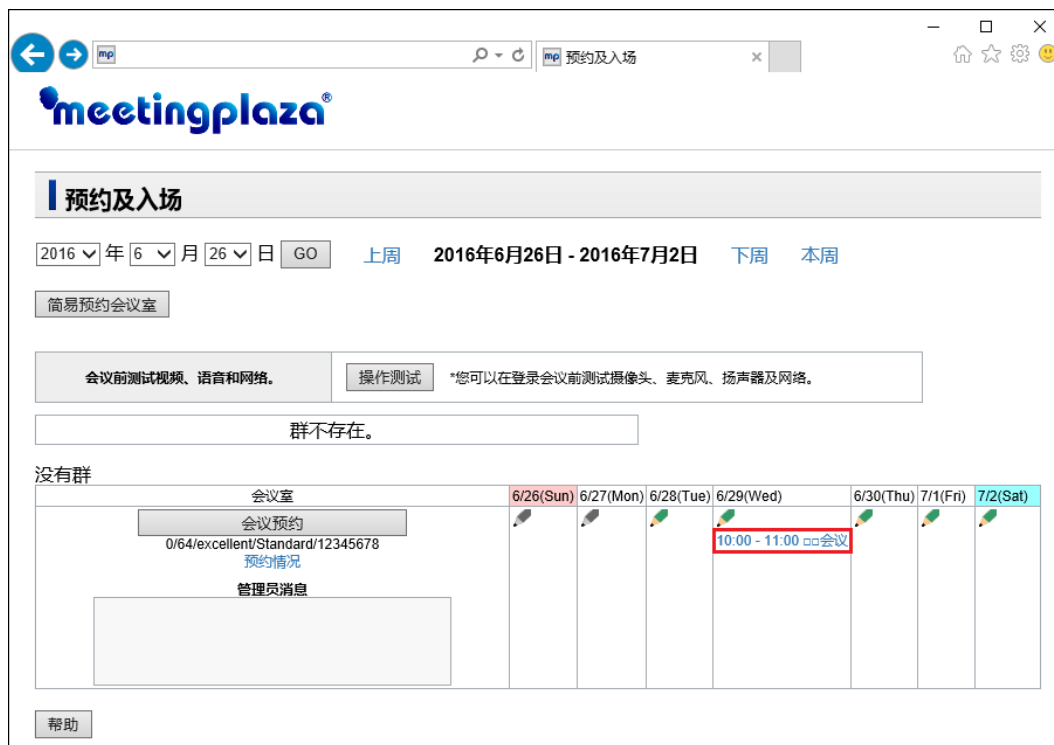 mp
mp 预约及入场
meetingplaza®
预约及入场
2016 年 6 月 26 日 GO 上周 2016年6月26日 - 2016年7月2日 下周 本周
简易预约会议室
会议前测试视频、语音和网络。 操作测试 *您可以在登录会议前测试摄像头、麦克风、扬声器及网络。
群不存在。
没有群
会议室 6/26(Sun) 6/27(Mon) 6/28(Tue) 6/29(Wed) 6/30(Thu) 7/1(Fri) 7/2(Sat)
会议预约
0/64/excellent/Standard/12345678
10:00 - 11:00 □□会议
预约情况
管理员消息
帮助